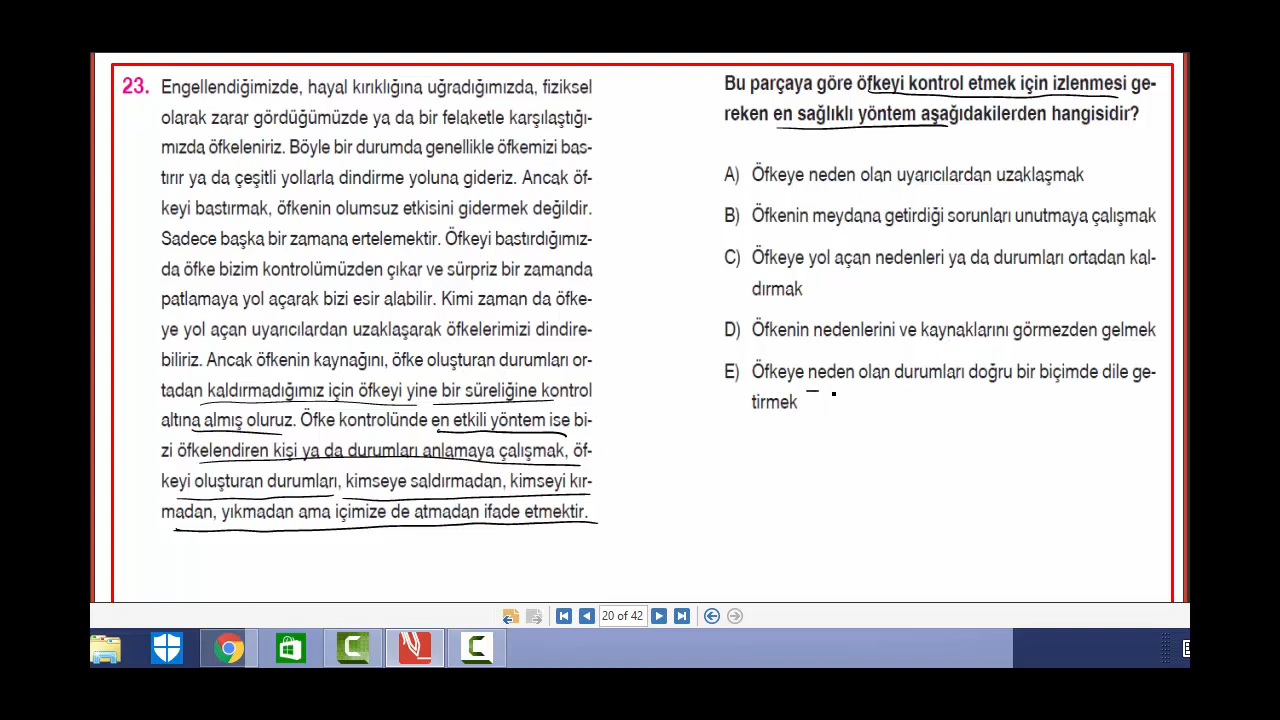 23. Engellendiğimizde, hayal kırıklığına uğradığımızda, fiziksel
olarak zarar gördüğümüzde ya da bir felaketle karşılaştığı-
mızda öfkeleniriz. Böyle bir durumda genellikle öfkemizi bas-
tırır ya da çeşitli yollarla dindirme yoluna gideriz. Ancak öf-
keyi bastırmak, öfkenin olumsuz etkisini gidermek değildir.
Sadece başka bir zamana ertelemektir. Öfkeyi bastırdığımız-
da öfke bizim kontrolümüzden çıkar ve sürpriz bir zamanda
patlamaya yol açarak bizi esir alabilir. Kimi zaman da öfke-
ye yol açan uyarıcılardan uzaklaşarak öfkelerimizi dindire-
biliriz. Ancak öfkenin kaynağını, öfke oluşturan durumları or-
tadan kaldırmadığımız için öfkeyi yine bir süreliğine kontrol
altına almış oluruz. Öfke kontrolünde en etkili yöntem ise bi-
zi öfkelendiren kişi ya da durumları anlamaya çalışmak, öf-
keyi oluşturan durumları, kimseye saldırmadan, kimseyi kır-
madan, yıkmadan ama içimize de atmadan ifade etmektir.
Bu parçaya göre öfkeyi kontrol etmek için izlenmesi ge-
reken en sağlıklı yöntem aşağıdakilerden hangisidir?
A) Öfkeye neden olan uyarıcılardan uzaklaşmak
B) Öfkenin meydana getirdiği sorunları unutmaya çalışmak
C) Öfkeye yol açan nedenleri ya da durumları ortadan kal-
dırmak
D) Öfkenin nedenlerini ve kaynaklarını görmezden gelmek
E) Öfkeye neden olan durumları doğru bir biçimde dile ge-
tirmek
20 of 42